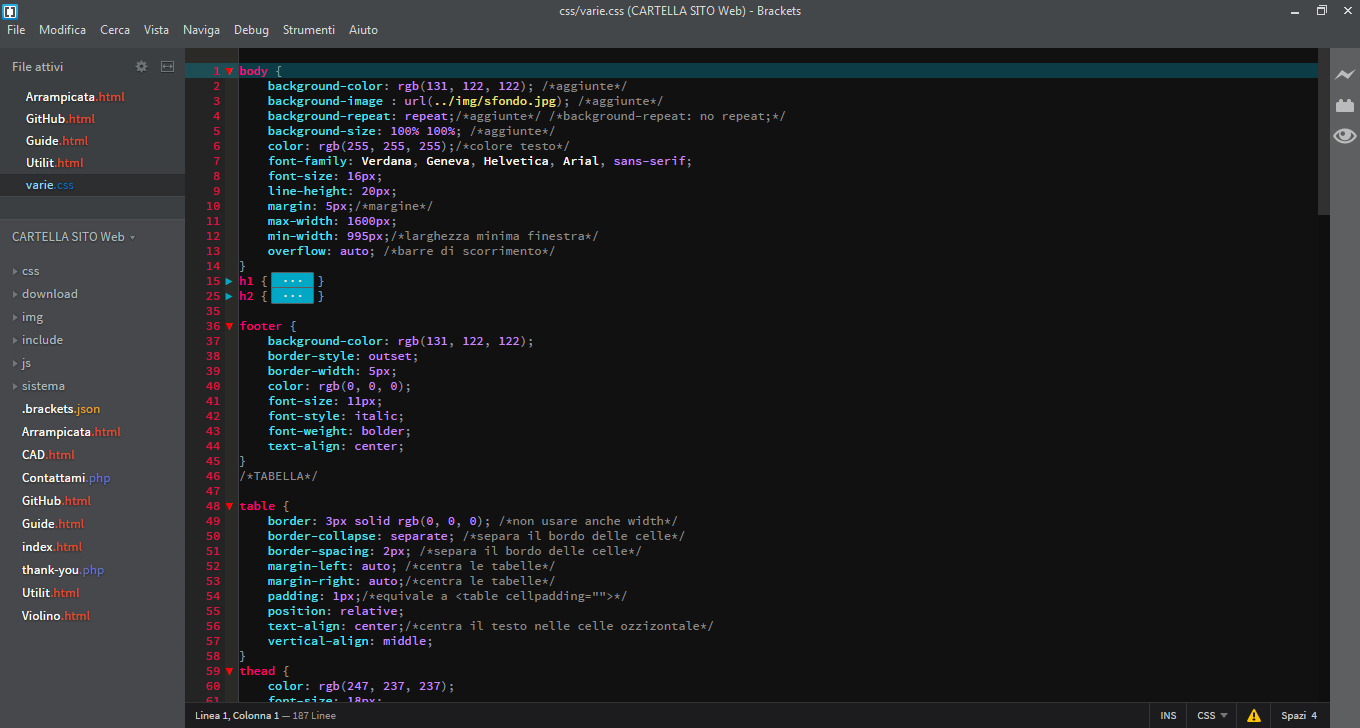 css/varie.css (CARTELLA SITO Web) - Brackets
File Modifica Cerca Vista Naviga Debug Strumenti Aiuto
File attivi
Arrampicata.html
GitHub.html
Guide.html
Utilit.html
varie.css
CARTELLA SITO Web
css
download
img
include
js
sistema
.brackets.json
Arrampicata.html
CAD.html
Contattami.php
GitHub.html
Guide.html
index.html
thank-you.php
Utilit.html
Violino.html
1 body {
2 background-color: rgb(131, 122, 122); /*aggiunte*/
3 background-image : url(../img/sfondo.jpg); /*aggiunte*/
4 background-repeat: repeat;/*aggiunte*/ /*background-repeat: no repeat;*/
5 background-size: 100% 100%; /*aggiunte*/
6 color: rgb(255, 255, 255);/*colore testo*/
7 font-family: Verdana, Geneva, Helvetica, Arial, sans-serif;
8 font-size: 16px;
9 line-height: 20px;
10 margin: 5px;/*margine*/
11 max-width: 1600px;
12 min-width: 995px;/*larghezza minima finestra*/
13 overflow: auto; /*barre di scorrimento*/
14 }
15 h1 { ... }
25 h2 { ... }
35
36 footer {
37 background-color: rgb(131, 122, 122);
38 border-style: outset;
39 border-width: 5px;
40 color: rgb(0, 0, 0);
41 font-size: 11px;
42 font-style: italic;
43 font-weight: bolder;
44 text-align: center;
45 }
46 /*TABELLA*/
47
48 table {
49 border: 3px solid rgb(0, 0, 0); /*non usare anche width*/
50 border-collapse: separate; /*separa il bordo delle celle*/
51 border-spacing: 2px; /*separa il bordo delle celle*/
52 margin-left: auto; /*centra le tabelle*/
53 margin-right: auto;/*centra le tabelle*/
54 padding: 1px;/*equivale a <table cellpadding="">*/
55 position: relative;
56 text-align: center;/*centra il testo nelle celle ozzizontale*/
57 vertical-align: middle;
58 }
59 thead {
60 color: rgb(247, 237, 237);
61 font-size: 18px;
Linea 1, Colonna 1 — 187 Linee
INS CSS Spazi 4